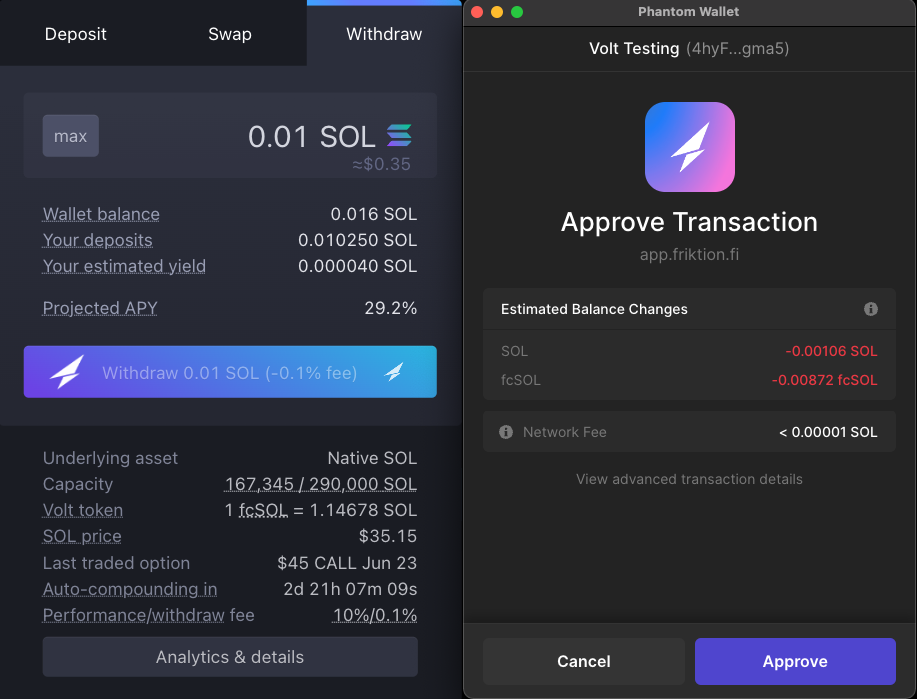 Deposit Swap Withdraw
max 0.01 SOL
≈$0.35
Wallet balance 0.016 SOL
Your deposits 0.010250 SOL
Your estimated yield 0.000040 SOL
Projected APY 29.2%
Withdraw 0.01 SOL (-0.1% fee)
Underlying asset Native SOL
Capacity 167,345 / 290,000 SOL
Volt token 1 fcSOL = 1.14678 SOL
SOL price $35.15
Last traded option $45 CALL Jun 23
Auto-compounding in 2d 21h 07m 09s
Performance/withdraw fee 10%/0.1%
Analytics & details
Phantom Wallet
Volt Testing (4hyF...gma5)
Approve Transaction
app.friktion.fi
Estimated Balance Changes
SOL -0.00106 SOL
fcSOL -0.00872 fcSOL
Network Fee < 0.00001 SOL
View advanced transaction details
Cancel Approve